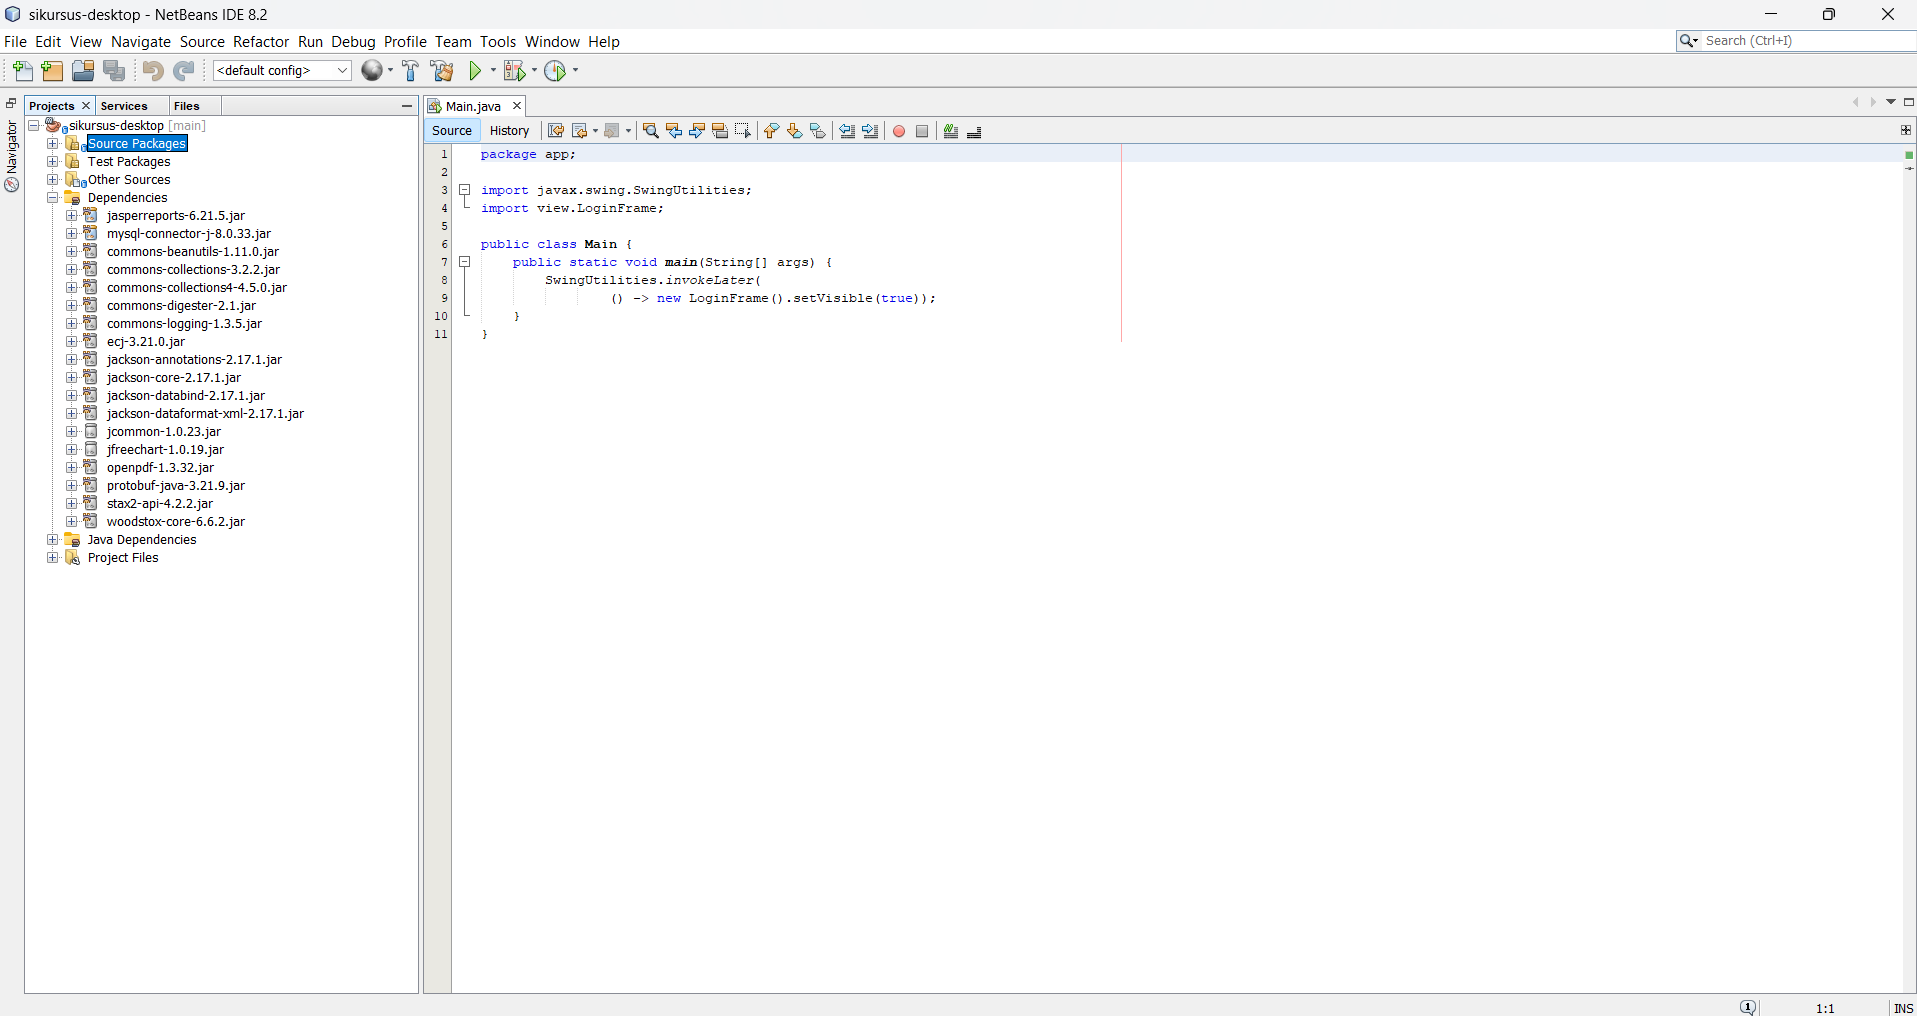 sikursus-desktop - NetBeans IDE 8.2
File Edit View Navigate Source Refactor Run Debug Profile Team Tools Window Help
Search (Ctrl+I)
<default config>
Navigator
Projects Services Files
sikursus-desktop [main]
Source Packages
Test Packages
Other Sources
Dependencies
jasperreports-6.21.5.jar
mysql-connector-j-8.0.33.jar
commons-beanutils-1.11.0.jar
commons-collections-3.2.2.jar
commons-collections4-4.5.0.jar
commons-digester-2.1.jar
commons-logging-1.3.5.jar
ecj-3.21.0.jar
jackson-annotations-2.17.1.jar
jackson-core-2.17.1.jar
jackson-databind-2.17.1.jar
jackson-dataformat-xml-2.17.1.jar
jcommon-1.0.23.jar
jfreechart-1.0.19.jar
openpdf-1.3.32.jar
protobuf-java-3.21.9.jar
stax2-api-4.2.2.jar
woodstox-core-6.6.2.jar
Java Dependencies
Project Files
Main.java
Source History
1 package app;
2
3 import javax.swing.SwingUtilities;
4 import view.LoginFrame;
5
6 public class Main {
7     public static void main(String[] args) {
8         SwingUtilities.invokeLater(
9                 () -> new LoginFrame().setVisible(true));
10     }
11 }
1
1:1
INS